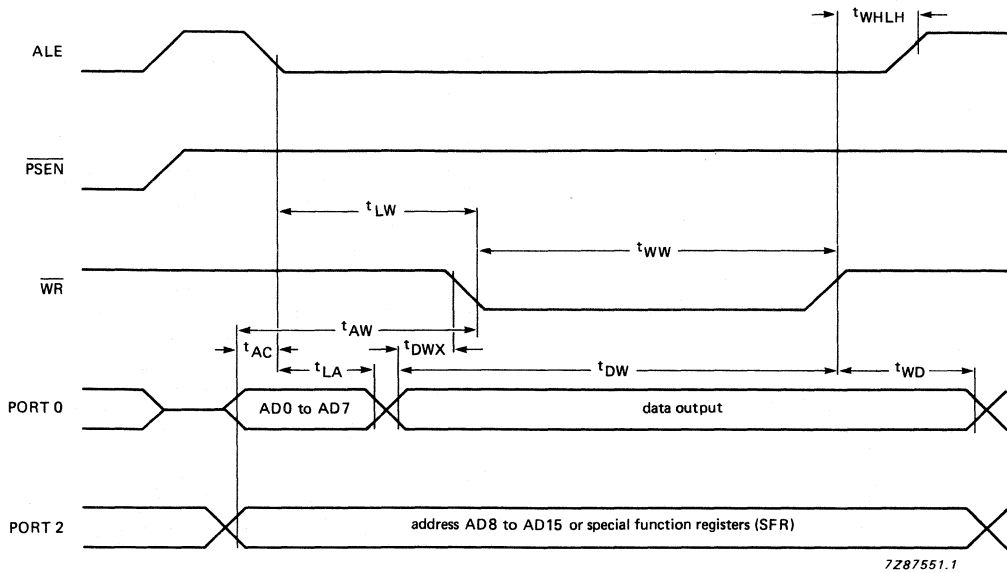 tWHLH
ALE
PSEN
tLW
tWW
WR
tAW
tAC
tDWX
tLA
tDW
tWD
PORT 0
AD0 to AD7
data output
PORT 2
address AD8 to AD15 or special function registers (SFR)
7Z87551.1